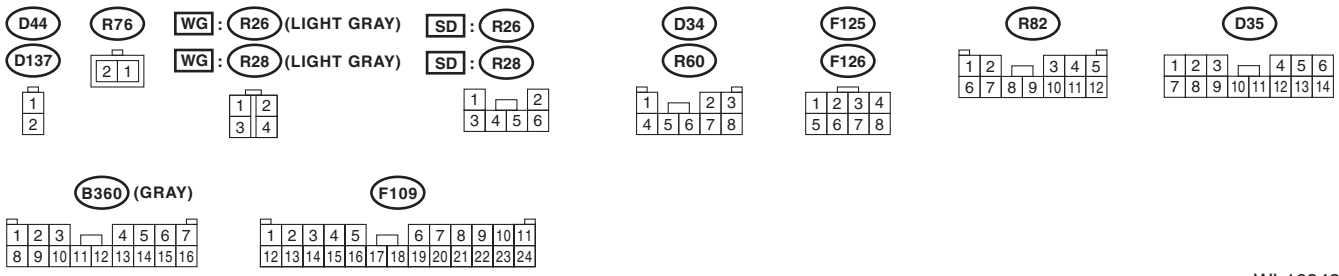 D44 R76 WG : R26 (LIGHT GRAY) SD : R26 D34 F125 R82 D35
D137 WG : R28 (LIGHT GRAY) SD : R28 R60 F126
2 1
1
2
1 2
3 4
1 2
3 4 5 6
1 2 3
4 5 6 7 8
1 2 3 4
5 6 7 8
1 2 3 4 5
6 7 8 9 10 11 12
1 2 3 4 5 6
7 8 9 10 11 12 13 14
B360 (GRAY) F109
1 2 3 4 5 6 7
8 9 10 11 12 13 14 15 16
1 2 3 4 5 6 7 8 9 10 11
12 13 14 15 16 17 18 19 20 21 22 23 24